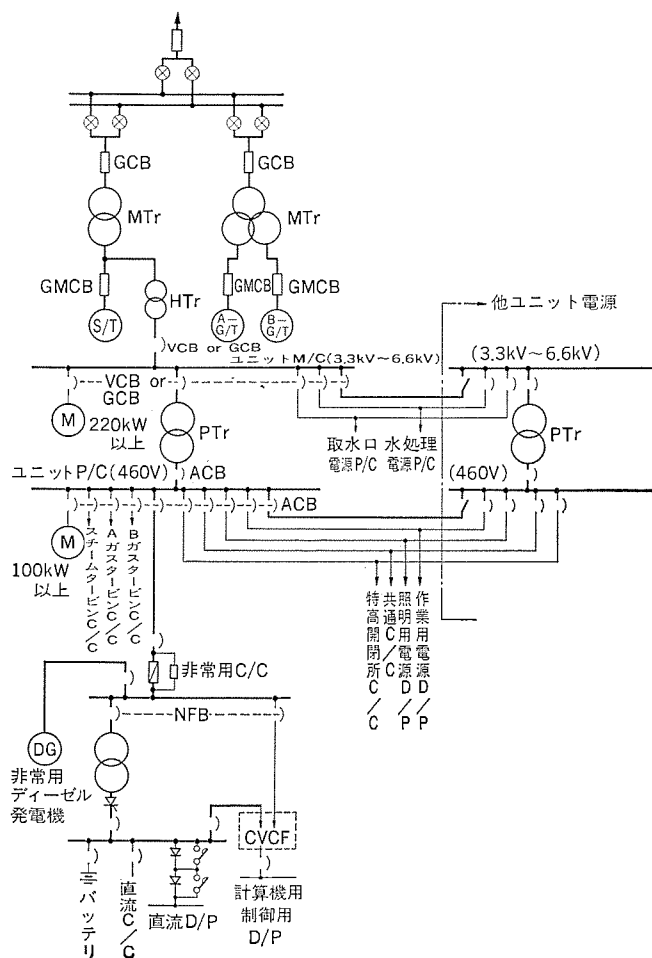 GCB
GCB
MTr
MTr
GMCB
HTr
GMCB
GMCB
S/T
A－G/T
B－G/T
他ユニット電源
VCB or GCB
ユニットM/C(3.3kV～6.6kV)
(3.3kV～6.6kV)
VCB or
GCB
M
220kW
以上
PTr
PTr
取水口
電源P/C
水処理
電源P/C
ユニットP/C(460V)
ACB
(460V)
ACB
M
100kW
以上
スチームタービンC/C
AガスタービンC/C
BガスタービンC/C
特高開閉所C/C
共通C/C
照明用電源D/P
作業用電源D/P
非常用C/C
NFB
DG
非常用
ディーゼル
発電機
CVCF
バッテリ
直流C/C
直流D/P
計算機用
制御用
D/P